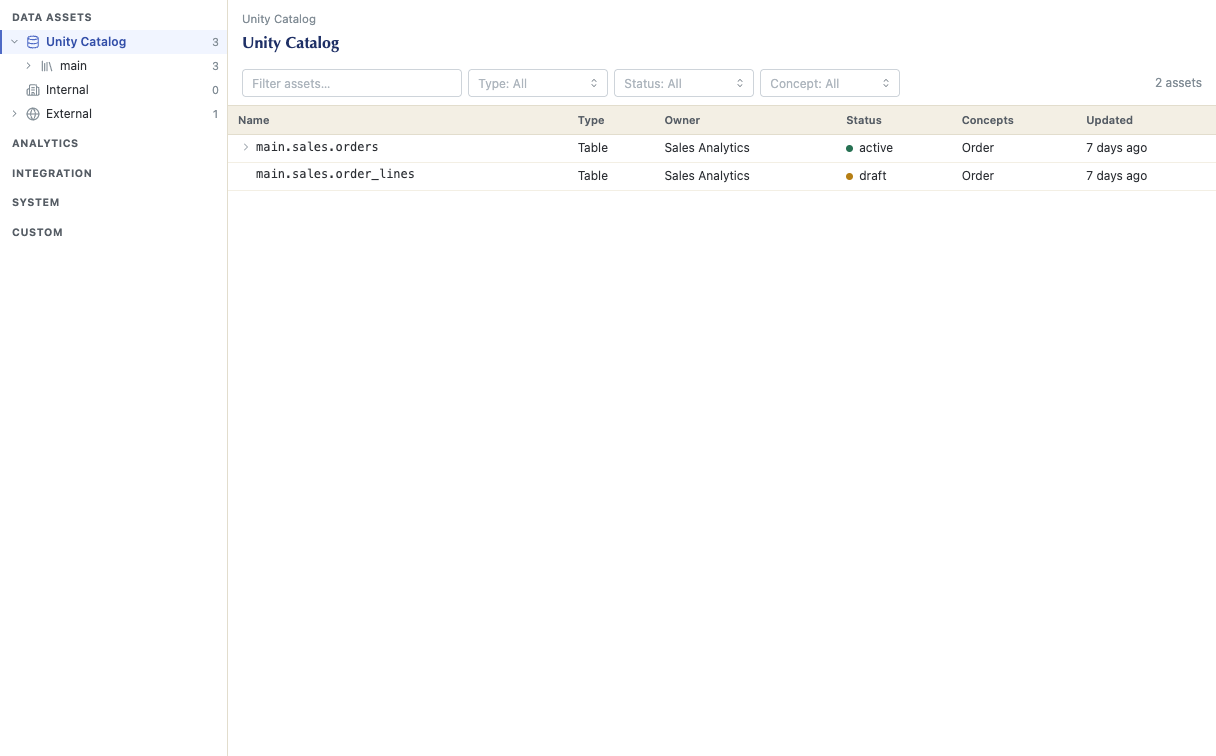 DATA ASSETS
Unity Catalog 3
main 3
Internal 0
External 1
ANALYTICS
INTEGRATION
SYSTEM
CUSTOM
Unity Catalog
Unity Catalog
Filter assets... Type: All Status: All Concept: All 2 assets
Name Type Owner Status Concepts Updated
main.sales.orders Table Sales Analytics active Order 7 days ago
main.sales.order_lines Table Sales Analytics draft Order 7 days ago